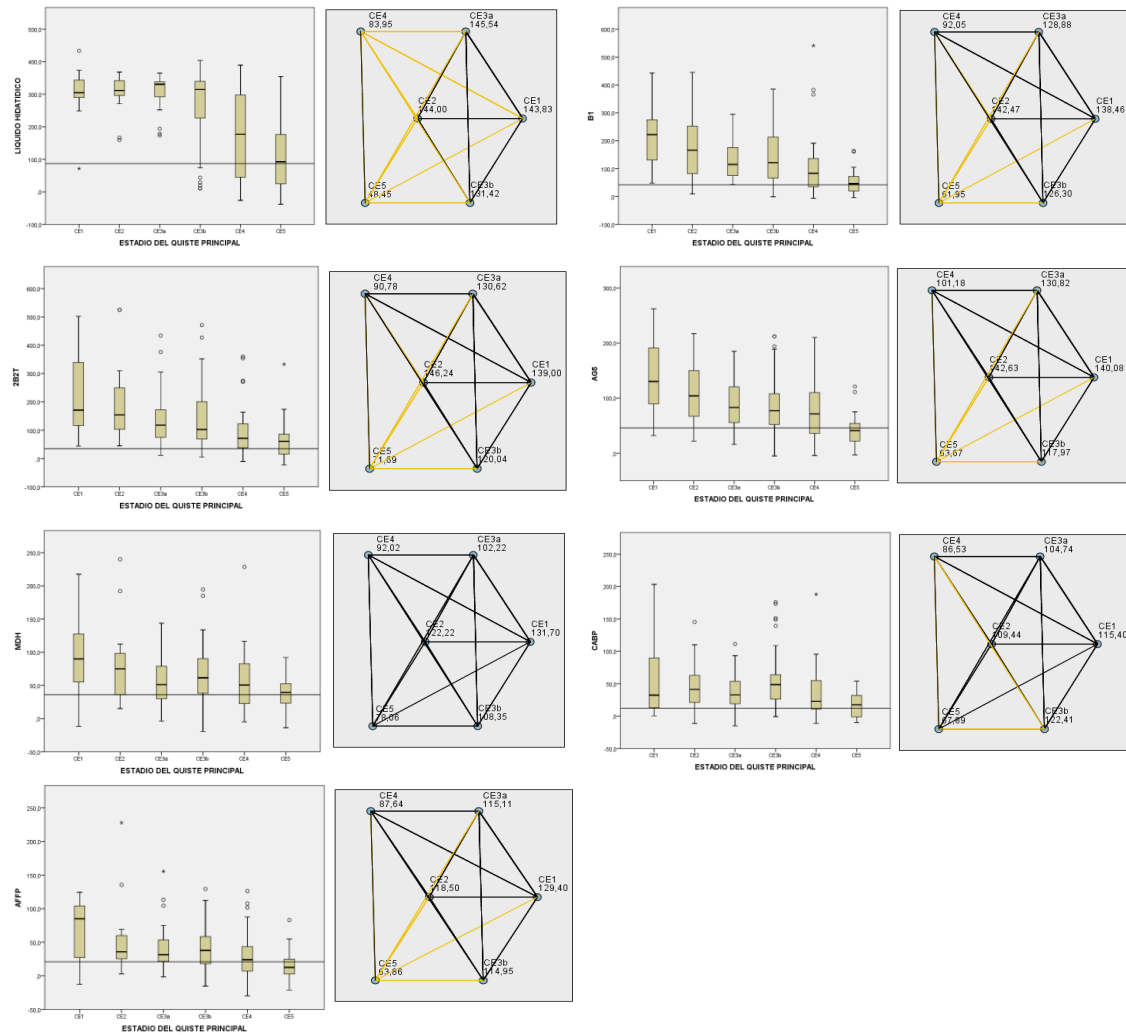 LIQUIDO HIDATIDICO
600,0
500,0
400,0
300,0
200,0
100,0
,0
-100,0
CE1
CE2
CE3a
CE3b
CE4
CE5
ESTADIO DEL QUISTE PRINCIPAL
CE4
83,95
CE3a
145,54
CE2
144,00
CE1
143,83
CE5
48,45
CE3b
131,42
B1
600,0
500,0
400,0
300,0
200,0
100,0
,0
-100,0
CE1
CE2
CE3a
CE3b
CE4
CE5
ESTADIO DEL QUISTE PRINCIPAL
CE4
92,05
CE3a
128,88
CE2
142,47
CE1
138,46
CE5
61,95
CE3b
126,30
2B2T
600,0
500,0
400,0
300,0
200,0
100,0
,0
-100,0
CE1
CE2
CE3a
CE3b
CE4
CE5
ESTADIO DEL QUISTE PRINCIPAL
CE4
90,78
CE3a
130,62
CE2
146,24
CE1
139,00
CE5
71,69
CE3b
120,04
AG5
300,0
200,0
100,0
,0
CE1
CE2
CE3a
CE3b
CE4
CE5
ESTADIO DEL QUISTE PRINCIPAL
CE4
101,18
CE3a
130,82
CE2
142,63
CE1
140,08
CE5
63,67
CE3b
117,97
MDH
250,0
200,0
150,0
100,0
50,0
,0
-50,0
CE1
CE2
CE3a
CE3b
CE4
CE5
ESTADIO DEL QUISTE PRINCIPAL
CE4
92,02
CE3a
102,22
CE2
122,22
CE1
131,70
CE5
78,06
CE3b
108,35
CABP
250,0
200,0
150,0
100,0
50,0
,0
-50,0
CE1
CE2
CE3a
CE3b
CE4
CE5
ESTADIO DEL QUISTE PRINCIPAL
CE4
86,53
CE3a
104,74
CE2
109,44
CE1
115,40
CE5
67,89
CE3b
122,41
AFFP
250,0
200,0
150,0
100,0
50,0
,0
-50,0
CE1
CE2
CE3a
CE3b
CE4
CE5
ESTADIO DEL QUISTE PRINCIPAL
CE4
87,64
CE3a
115,11
CE2
118,50
CE1
129,40
CE5
63,86
CE3b
114,95